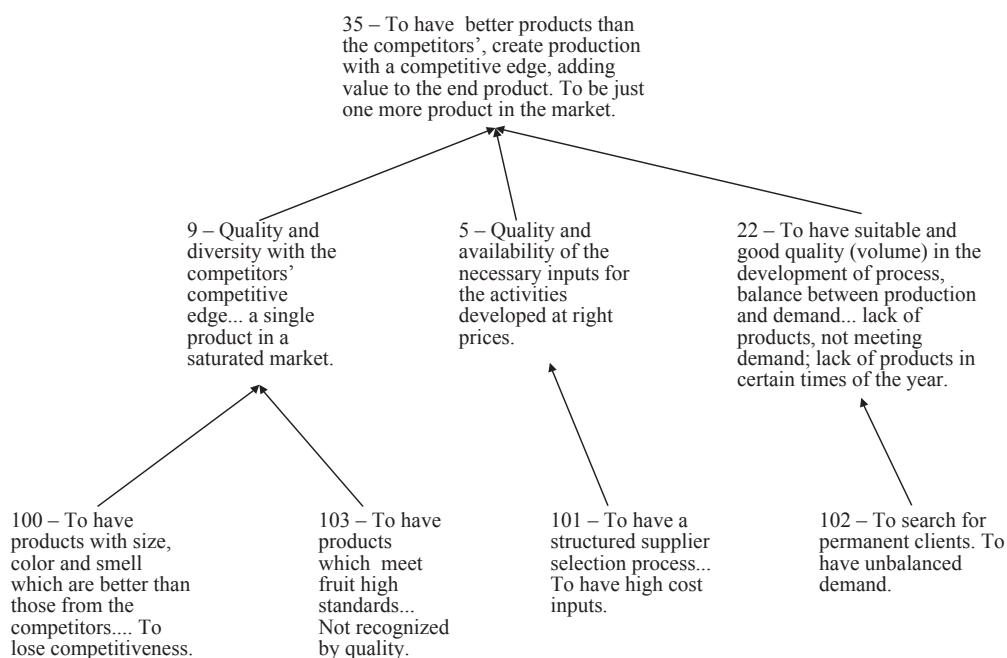 35 – To have  better products than
the competitors’, create production
with a competitive edge, adding
value to the end product. To be just
one more product in the market.
9 – Quality and
diversity with the
competitors’
competitive
edge... a single
product in a
saturated market.
5 – Quality and
availability of the
necessary inputs for
the activities
developed at right
prices.
22 – To have suitable and
good quality (volume) in the
development of process,
balance between production
and demand... lack of
products, not meeting
demand; lack of products in
certain times of the year.
100 – To have
products with size,
color and smell
which are better than
those from the
competitors.... To
lose competitiveness.
103 – To have
products
which  meet
fruit high
standards...
Not recognized
by quality.
101 – To have a
structured supplier
selection process...
To have high cost
inputs.
102 – To search for
permanent clients. To
have unbalanced
demand.